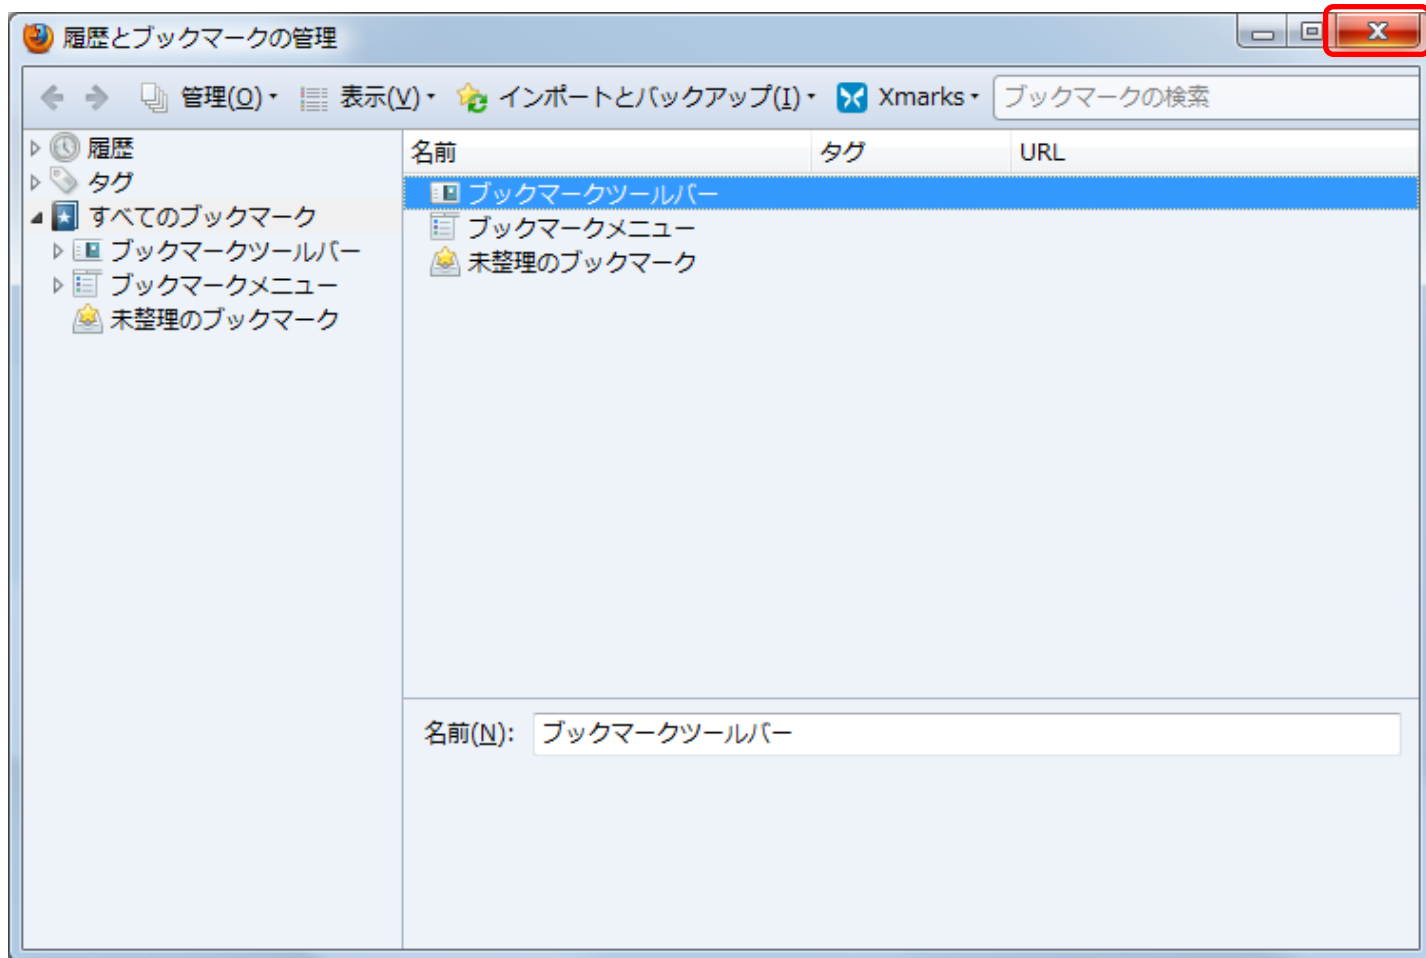 履歴とブックマークの管理
管理(O) 表示(V) インポートとバックアップ(I) Xmarks ブックマークの検索
履歴
タグ
すべてのブックマーク
ブックマークツールバー
ブックマークメニュー
未整理のブックマーク
名前 タグ URL
ブックマークツールバー
ブックマークメニュー
未整理のブックマーク
名前(N): ブックマークツールバー